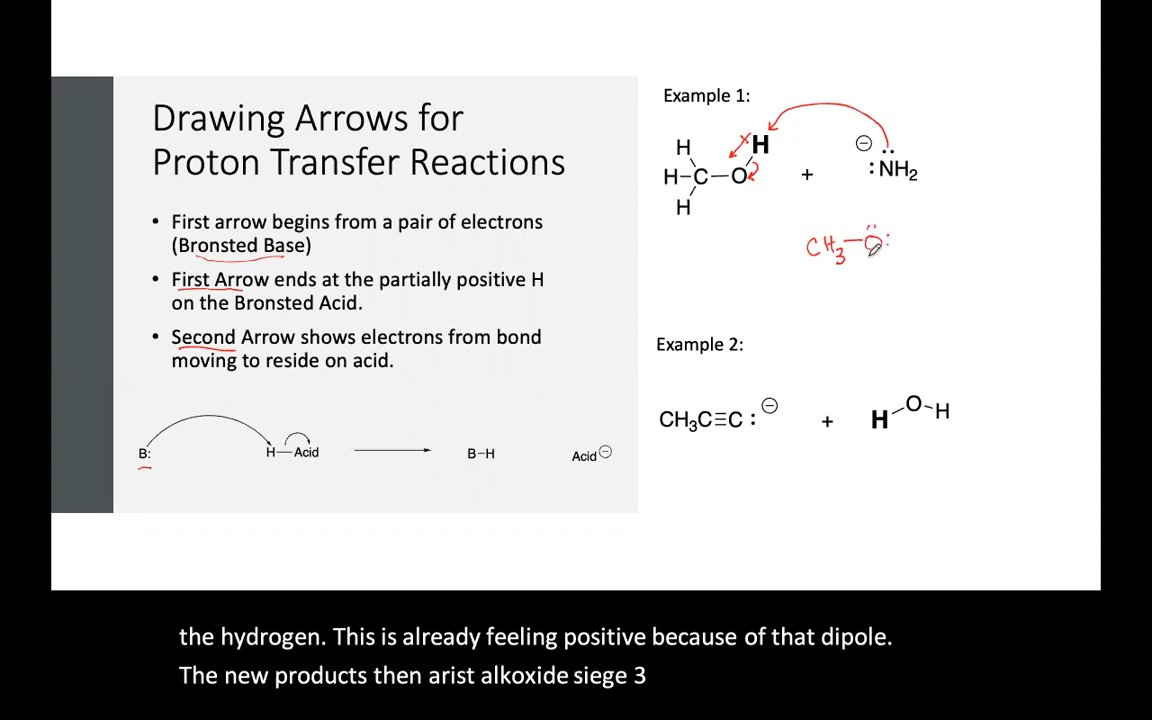 Drawing Arrows for
Proton Transfer Reactions
• First arrow begins from a pair of electrons
(Bronsted Base)
• First Arrow ends at the partially positive H
on the Bronsted Acid.
• Second Arrow shows electrons from bond
moving to reside on acid.
B:
H—Acid
B–H
Acid⊖
Example 1:
H
H
H–C–O
H
+
⊖
:NH₂
CH₃–O:
Example 2:
CH₃C≡C:⊖
+
H–O–H
the hydrogen. This is already feeling positive because of that dipole.
The new products then arist alkoxide siege 3